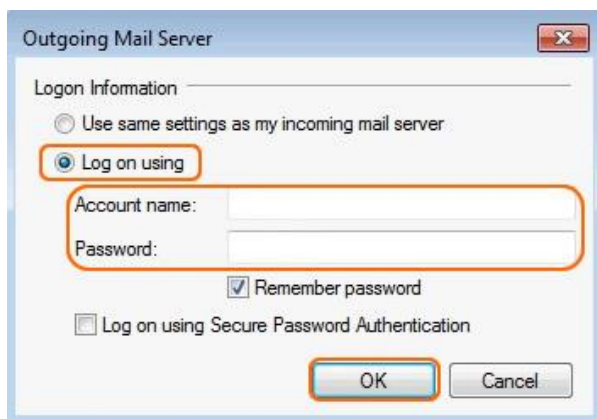 Outgoing Mail Server
Logon Information
Use same settings as my incoming mail server
Log on using
Account name:
Password:
Remember password
Log on using Secure Password Authentication
OK Cancel